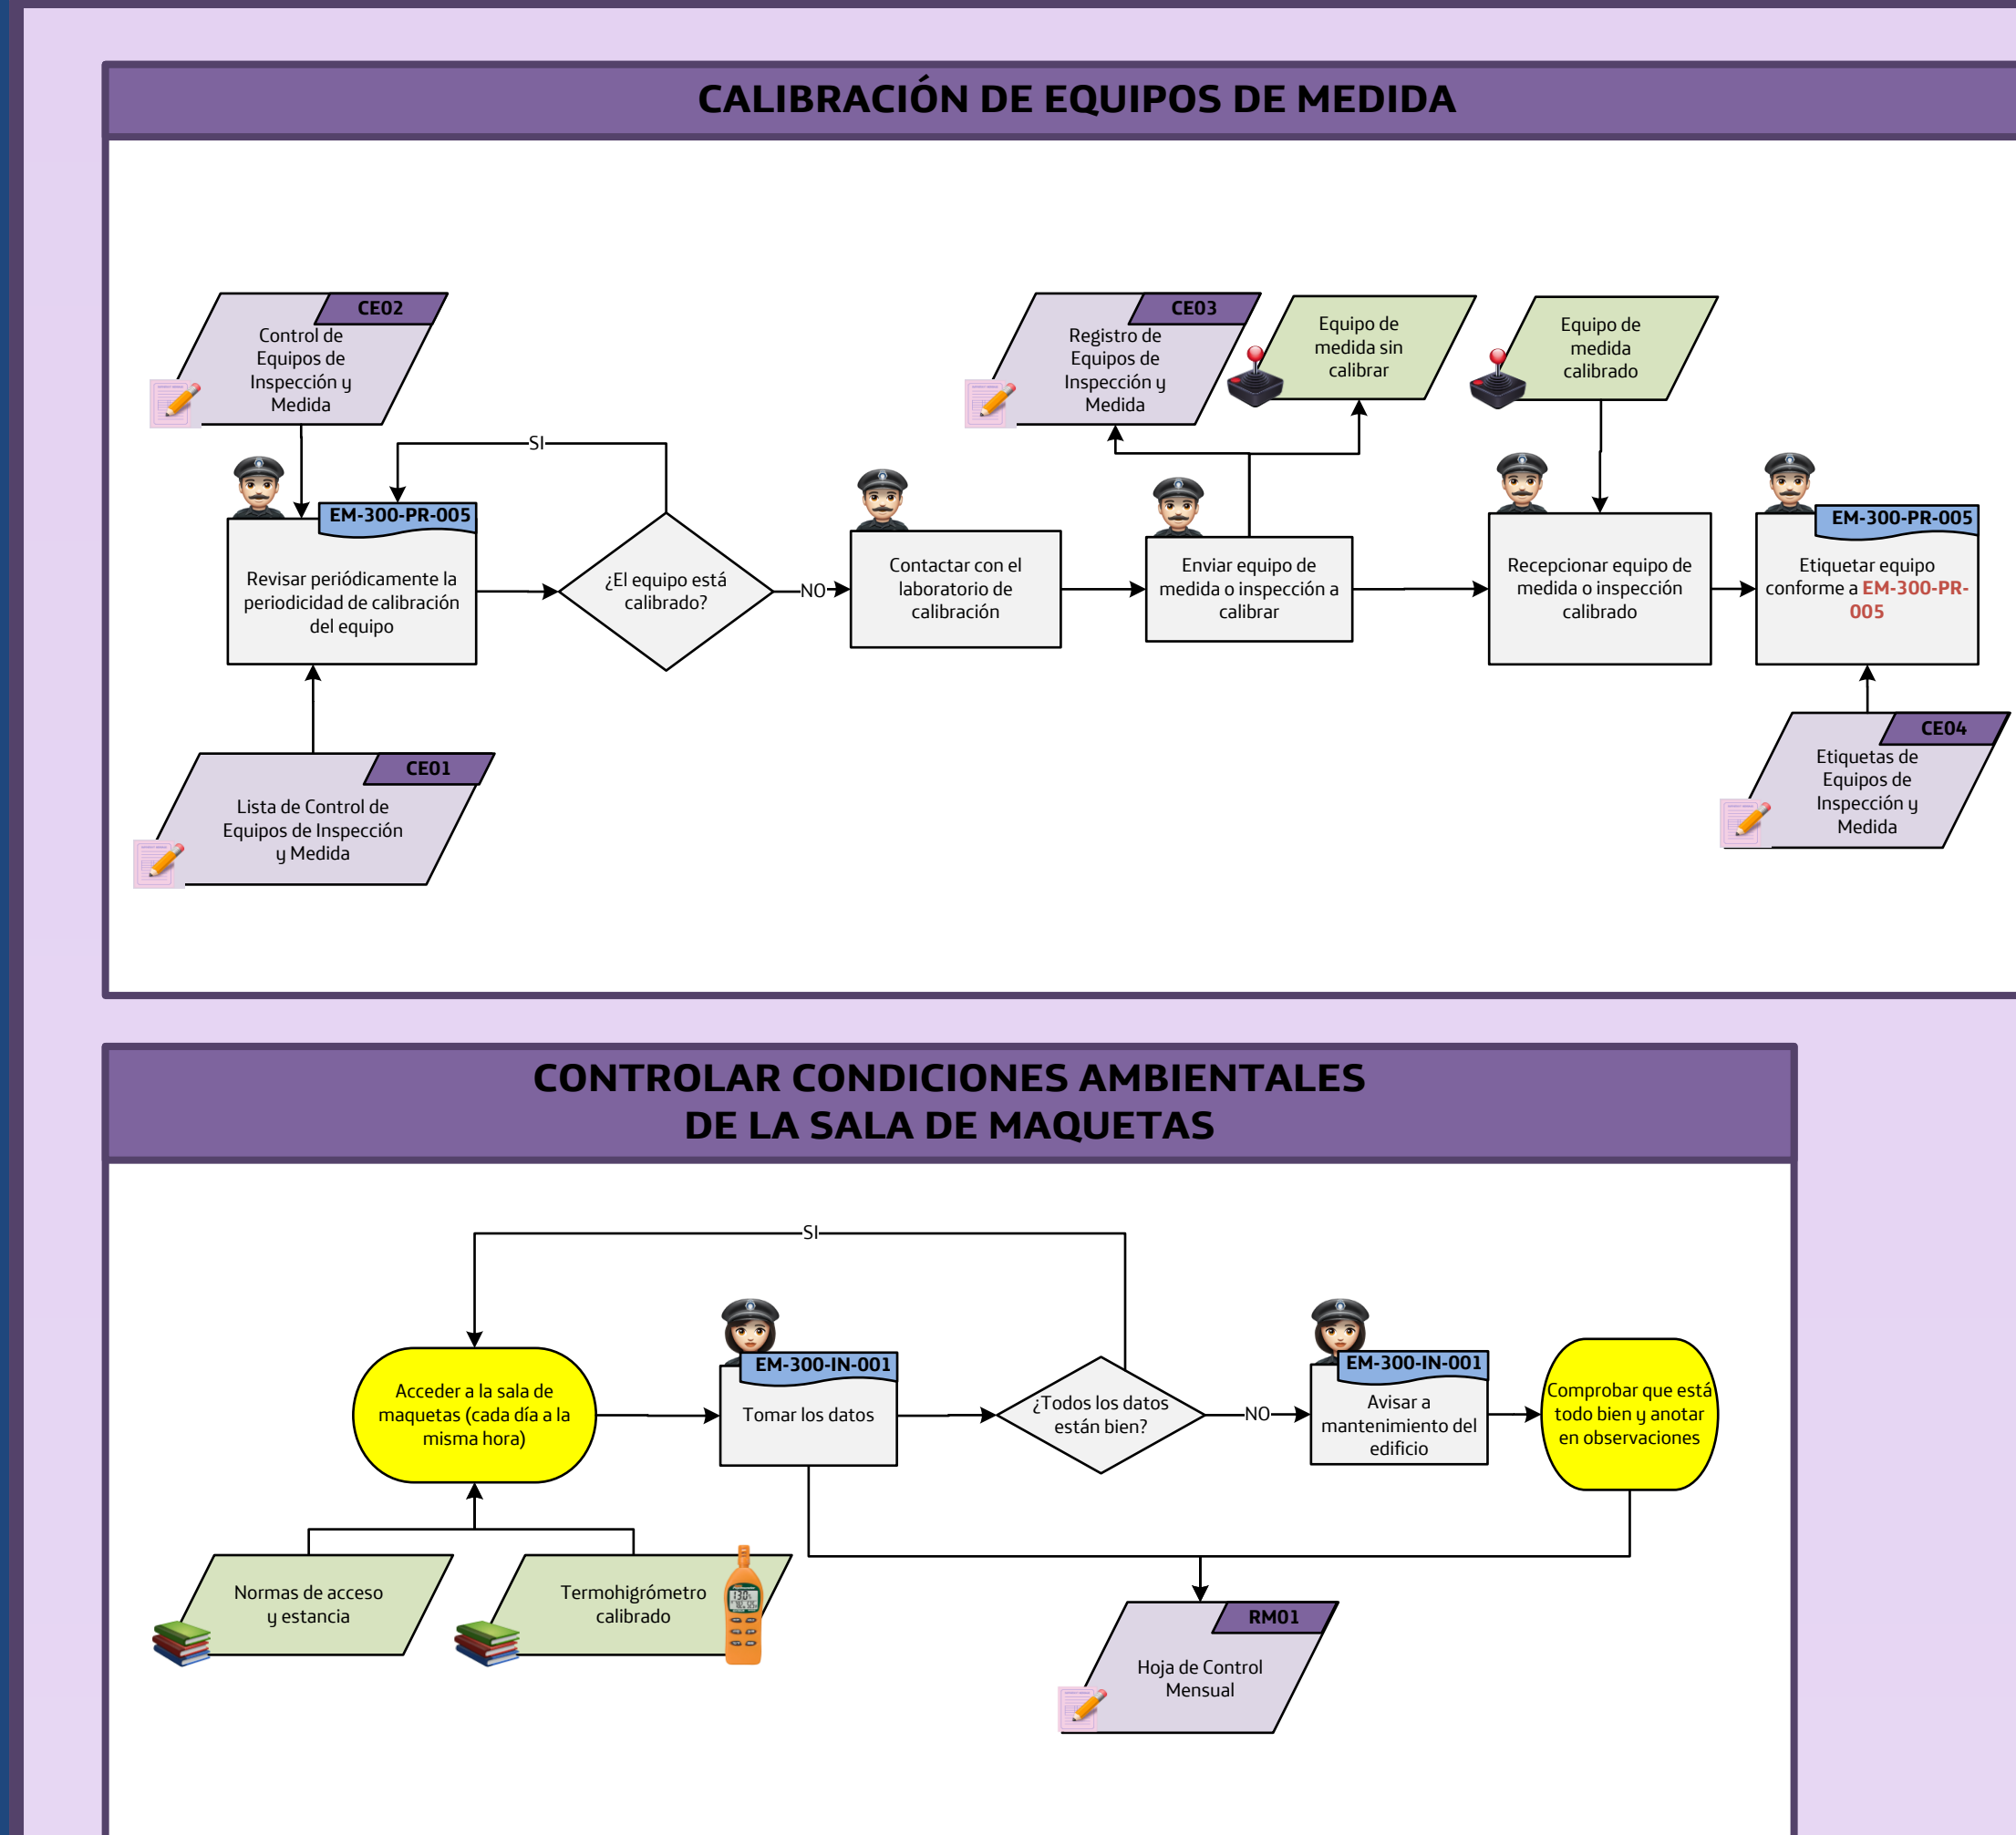 CALIBRACIÓN DE EQUIPOS DE MEDIDA
CE02
Control de
Equipos de
Inspección y
Medida
CE03
Registro de
Equipos de
Inspección y
Medida
Equipo de
medida sin
calibrar
Equipo de
medida
calibrado
SI
EM-300-PR-005
Revisar periódicamente la
periodicidad de calibración
del equipo
¿El equipo está
calibrado?
NO
Contactar con el
laboratorio de
calibración
Enviar equipo de
medida o inspección a
calibrar
Recepcionar equipo de
medida o inspección
calibrado
EM-300-PR-005
Etiquetar equipo
conforme a EM-300-PR-
005
CE01
Lista de Control de
Equipos de Inspección
y Medida
CE04
Etiquetas de
Equipos de
Inspección y
Medida
CONTROLAR CONDICIONES AMBIENTALES
DE LA SALA DE MAQUETAS
SI
Acceder a la sala de
maquetas (cada día a la
misma hora)
EM-300-IN-001
Tomar los datos
¿Todos los datos
están bien?
NO
EM-300-IN-001
Avisar a
mantenimiento del
edificio
Comprobar que está
todo bien y anotar
en observaciones
Normas de acceso
y estancia
Termohigrómetro
calibrado
RM01
Hoja de Control
Mensual